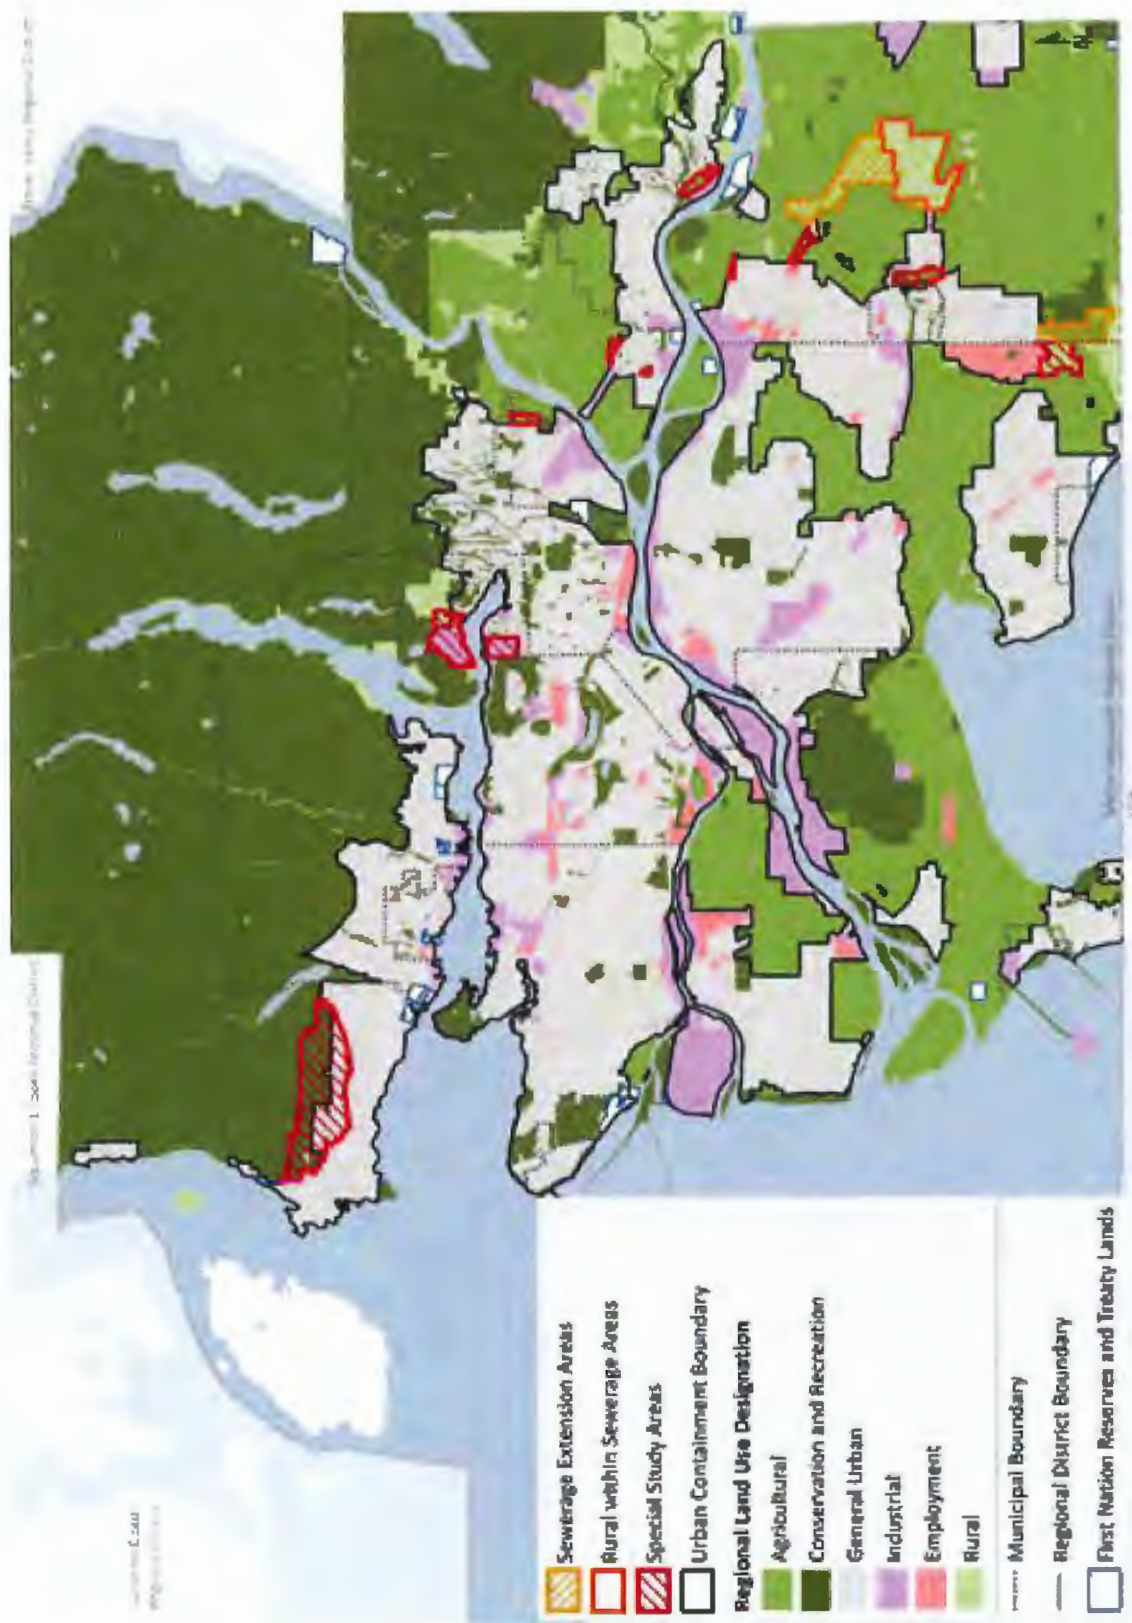 Sewerage Extension Areas
Rural within Sewerage Areas
Special Study Areas
Urban Containment Boundary
Regional Land Use Designation
Agricultural
Conservation and Recreation
General Urban
Industrial
Employment
Rural
Municipal Boundary
Regional District Boundary
First Nation Reserves and Treaty Lands